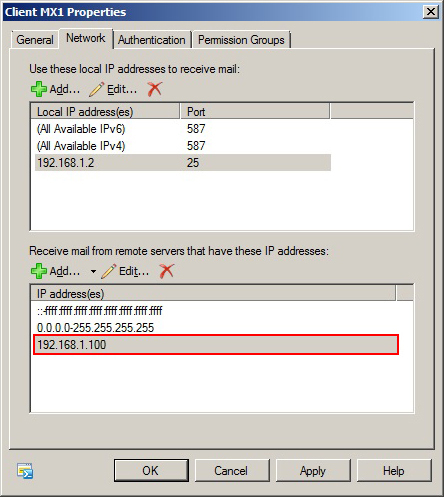 Client MX1 Properties
General Network Authentication Permission Groups
Use these local IP addresses to receive mail:
Add... Edit...
Local IP address(es) Port
(All Available IPv6) 587
(All Available IPv4) 587
192.168.1.2 25
Receive mail from remote servers that have these IP addresses:
Add... Edit...
IP address(es)
::-ffff:ffff:ffff:ffff:ffff:ffff:ffff:ffff
0.0.0.0-255.255.255.255
192.168.1.100
OK Cancel Apply Help